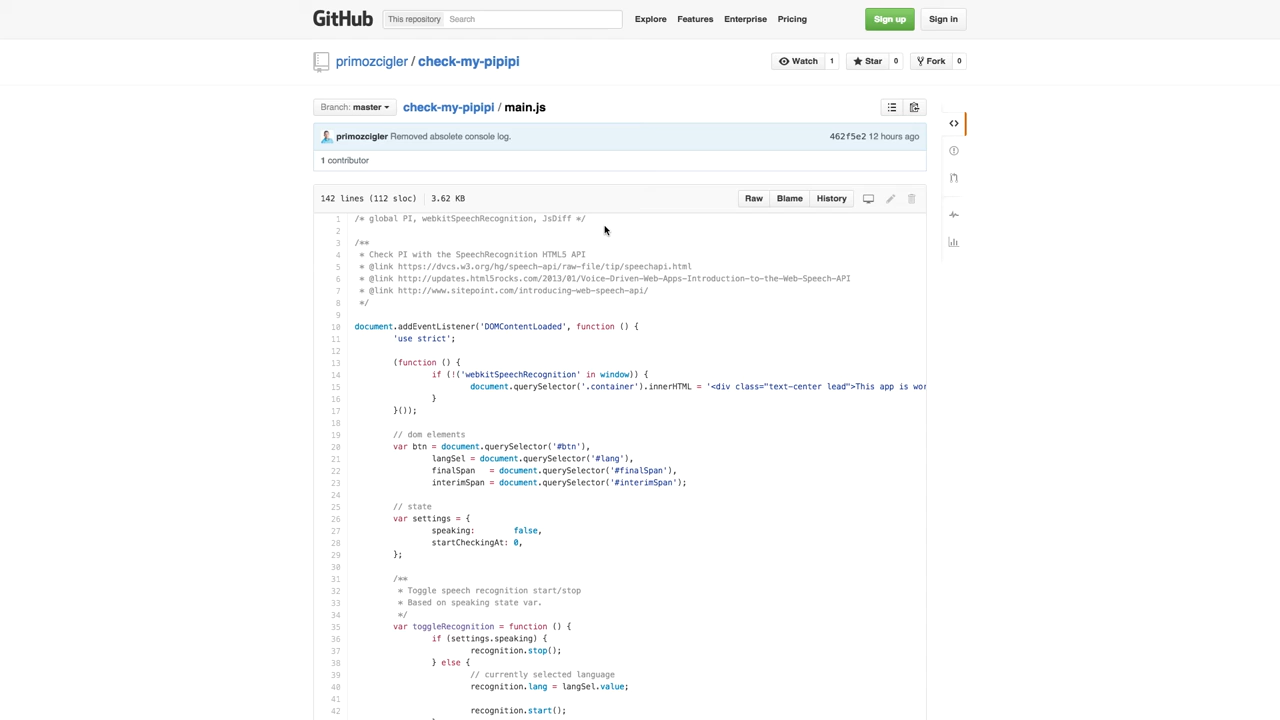 GitHub This repository Search Explore Features Enterprise Pricing Sign up Sign in
primozcigler / check-my-pipipi Watch 1 Star 0 Fork 0
Branch: master check-my-pipipi / main.js
primozcigler Removed absolete console log. 462f5e2 12 hours ago
1 contributor
142 lines (112 sloc) 3.62 KB Raw Blame History
1 /* global PI, webkitSpeechRecognition, JsDiff */
2
3 /**
4 * Check PI with the SpeechRecognition HTML5 API
5 * @link https://dvcs.w3.org/hg/speech-api/raw-file/tip/speechapi.html
6 * @link http://updates.html5rocks.com/2013/01/Voice-Driven-Web-Apps-Introduction-to-the-Web-Speech-API
7 * @link http://www.sitepoint.com/introducing-web-speech-api/
8 */
9
10 document.addEventListener('DOMContentLoaded', function () {
11 'use strict';
12
13 (function () {
14 if (!('webkitSpeechRecognition' in window)) {
15 document.querySelector('.container').innerHTML = '<div class="text-center lead">This app is wor
16 }
17 }());
18
19 // dom elements
20 var btn = document.querySelector('#btn'),
21 langSel = document.querySelector('#lang'),
22 finalSpan = document.querySelector('#finalSpan'),
23 interimSpan = document.querySelector('#interimSpan');
24
25 // state
26 var settings = {
27 speaking: false,
28 startCheckingAt: 0,
29 };
30
31 /**
32 * Toggle speech recognition start/stop
33 * Based on speaking state var.
34 */
35 var toggleRecognition = function () {
36 if (settings.speaking) {
37 recognition.stop();
38 } else {
39 // currently selected language
40 recognition.lang = langSel.value;
41
42 recognition.start();